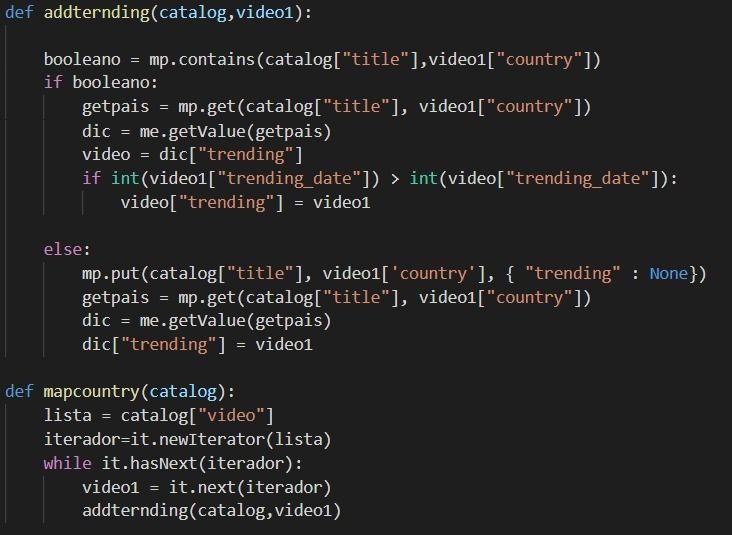 def addternding(catalog,video1):
booleano = mp.contains(catalog["title"],video1["country"])
if booleano:
getpais = mp.get(catalog["title"], video1["country"])
dic = me.getValue(getpais)
video = dic["trending"]
if int(video1["trending_date"]) > int(video["trending_date"]):
video["trending"] = video1
else:
mp.put(catalog["title"], video1['country'], { "trending" : None})
getpais = mp.get(catalog["title"], video1["country"])
dic = me.getValue(getpais)
dic["trending"] = video1
def mapcountry(catalog):
lista = catalog["video"]
iterador=it.newIterator(lista)
while it.hasNext(iterador):
video1 = it.next(iterador)
addternding(catalog,video1)